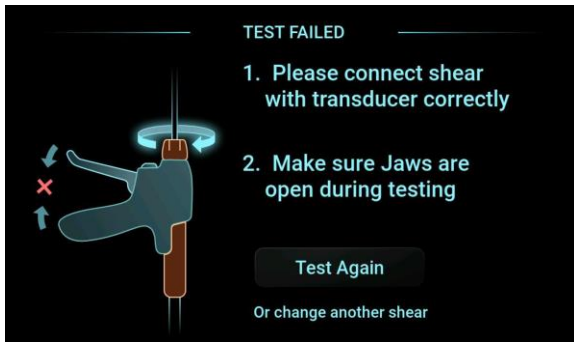 TEST FAILED
1. Please connect shear
with transducer correctly
2. Make sure Jaws are
open during testing
Test Again
Or change another shear